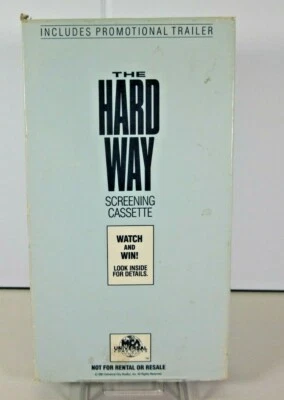 INCLUDES PROMOTIONAL TRAILER
THE
HARD
WAY
SCREENING
CASSETTE
WATCH
AND
WIN!
LOOK INSIDE
FOR DETAILS.
MCA
UNIVERSAL
NOT FOR RENTAL OR RESALE